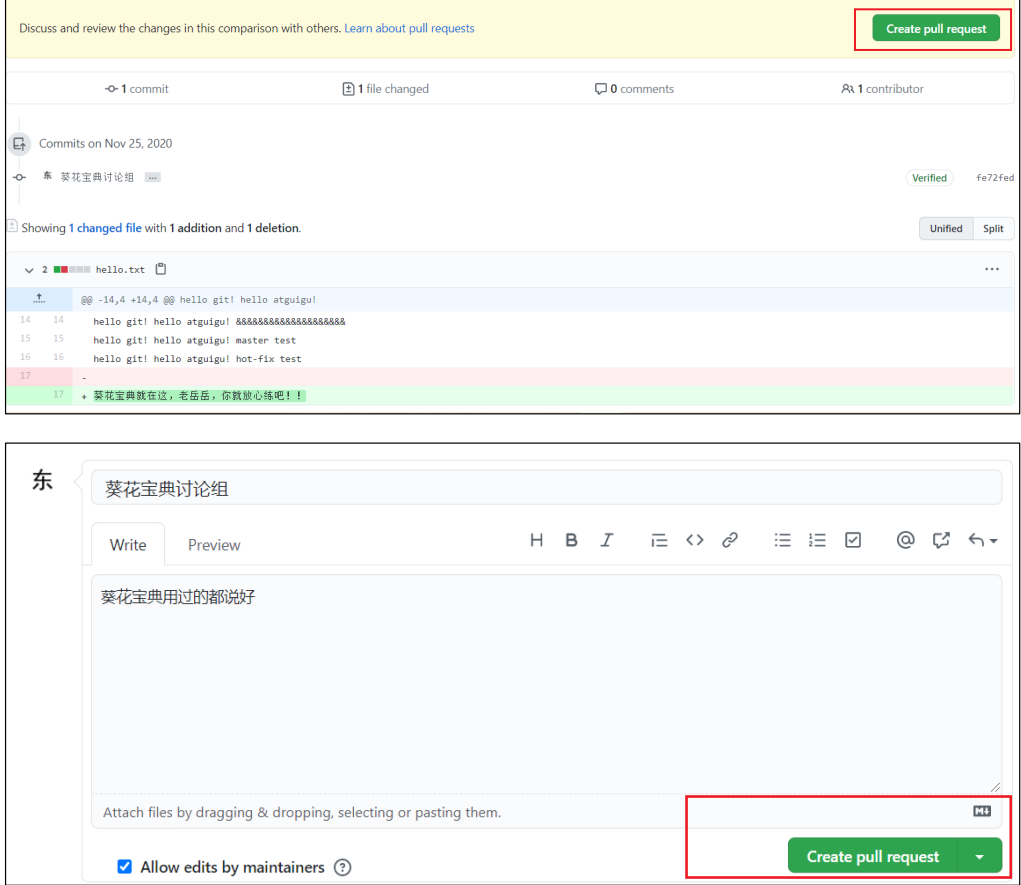 Discuss and review the changes in this comparison with others. Learn about pull requests
Create pull request
1 commit
1 file changed
0 comments
1 contributor
Commits on Nov 25, 2020
东 葵花宝典讨论组 ...
Verified
fe72fed
Showing 1 changed file with 1 addition and 1 deletion.
Unified Split
2 hello.txt
@@ -14,4 +14,4 @@ hello git! hello atguigu!
14 14 hello git! hello atguigu! &&&&&&&&&&&&&&&&&&&&
15 15 hello git! hello atguigu! master test
16 16 hello git! hello atguigu! hot-fix test
17 -
17 + 葵花宝典就在这，老岳岳，你就放心练吧！！
东
葵花宝典讨论组
Write Preview
H B I @
葵花宝典用过的都说好
Attach files by dragging & dropping, selecting or pasting them.
M
Create pull request
Allow edits by maintainers ?